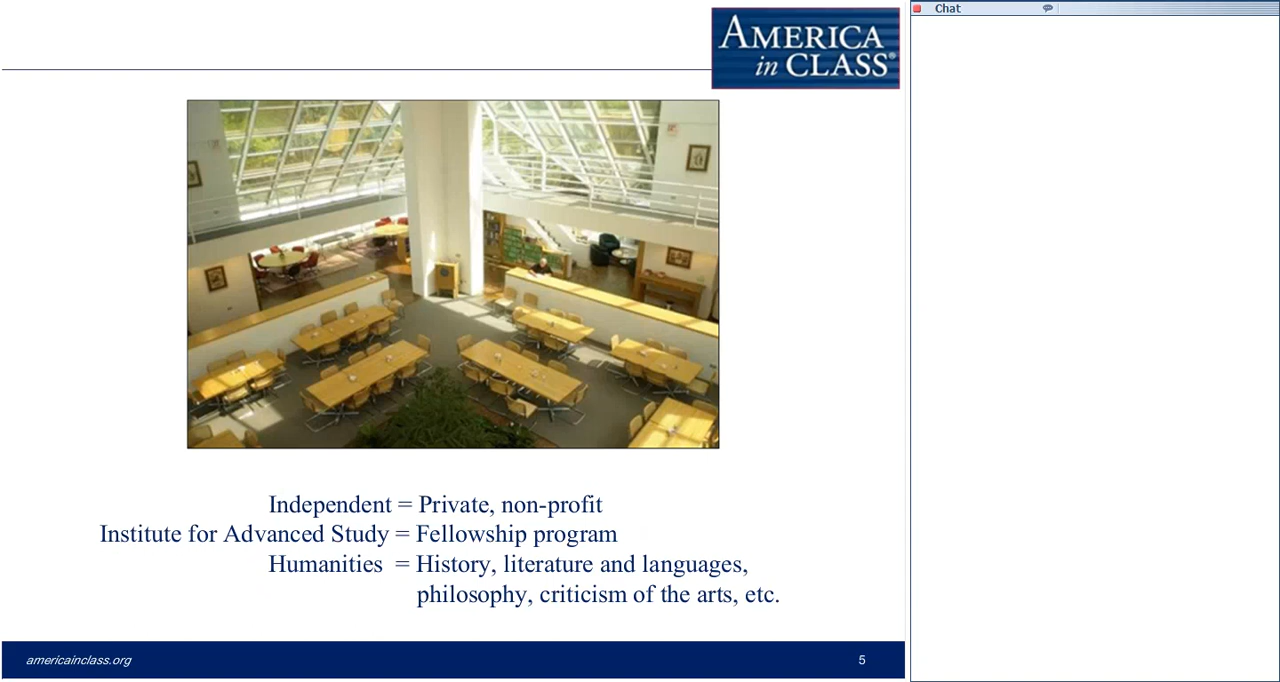 AMERICA
in CLASS®
Chat
Independent = Private, non-profit
Institute for Advanced Study = Fellowship program
Humanities = History, literature and languages,
philosophy, criticism of the arts, etc.
americainclass.org
5